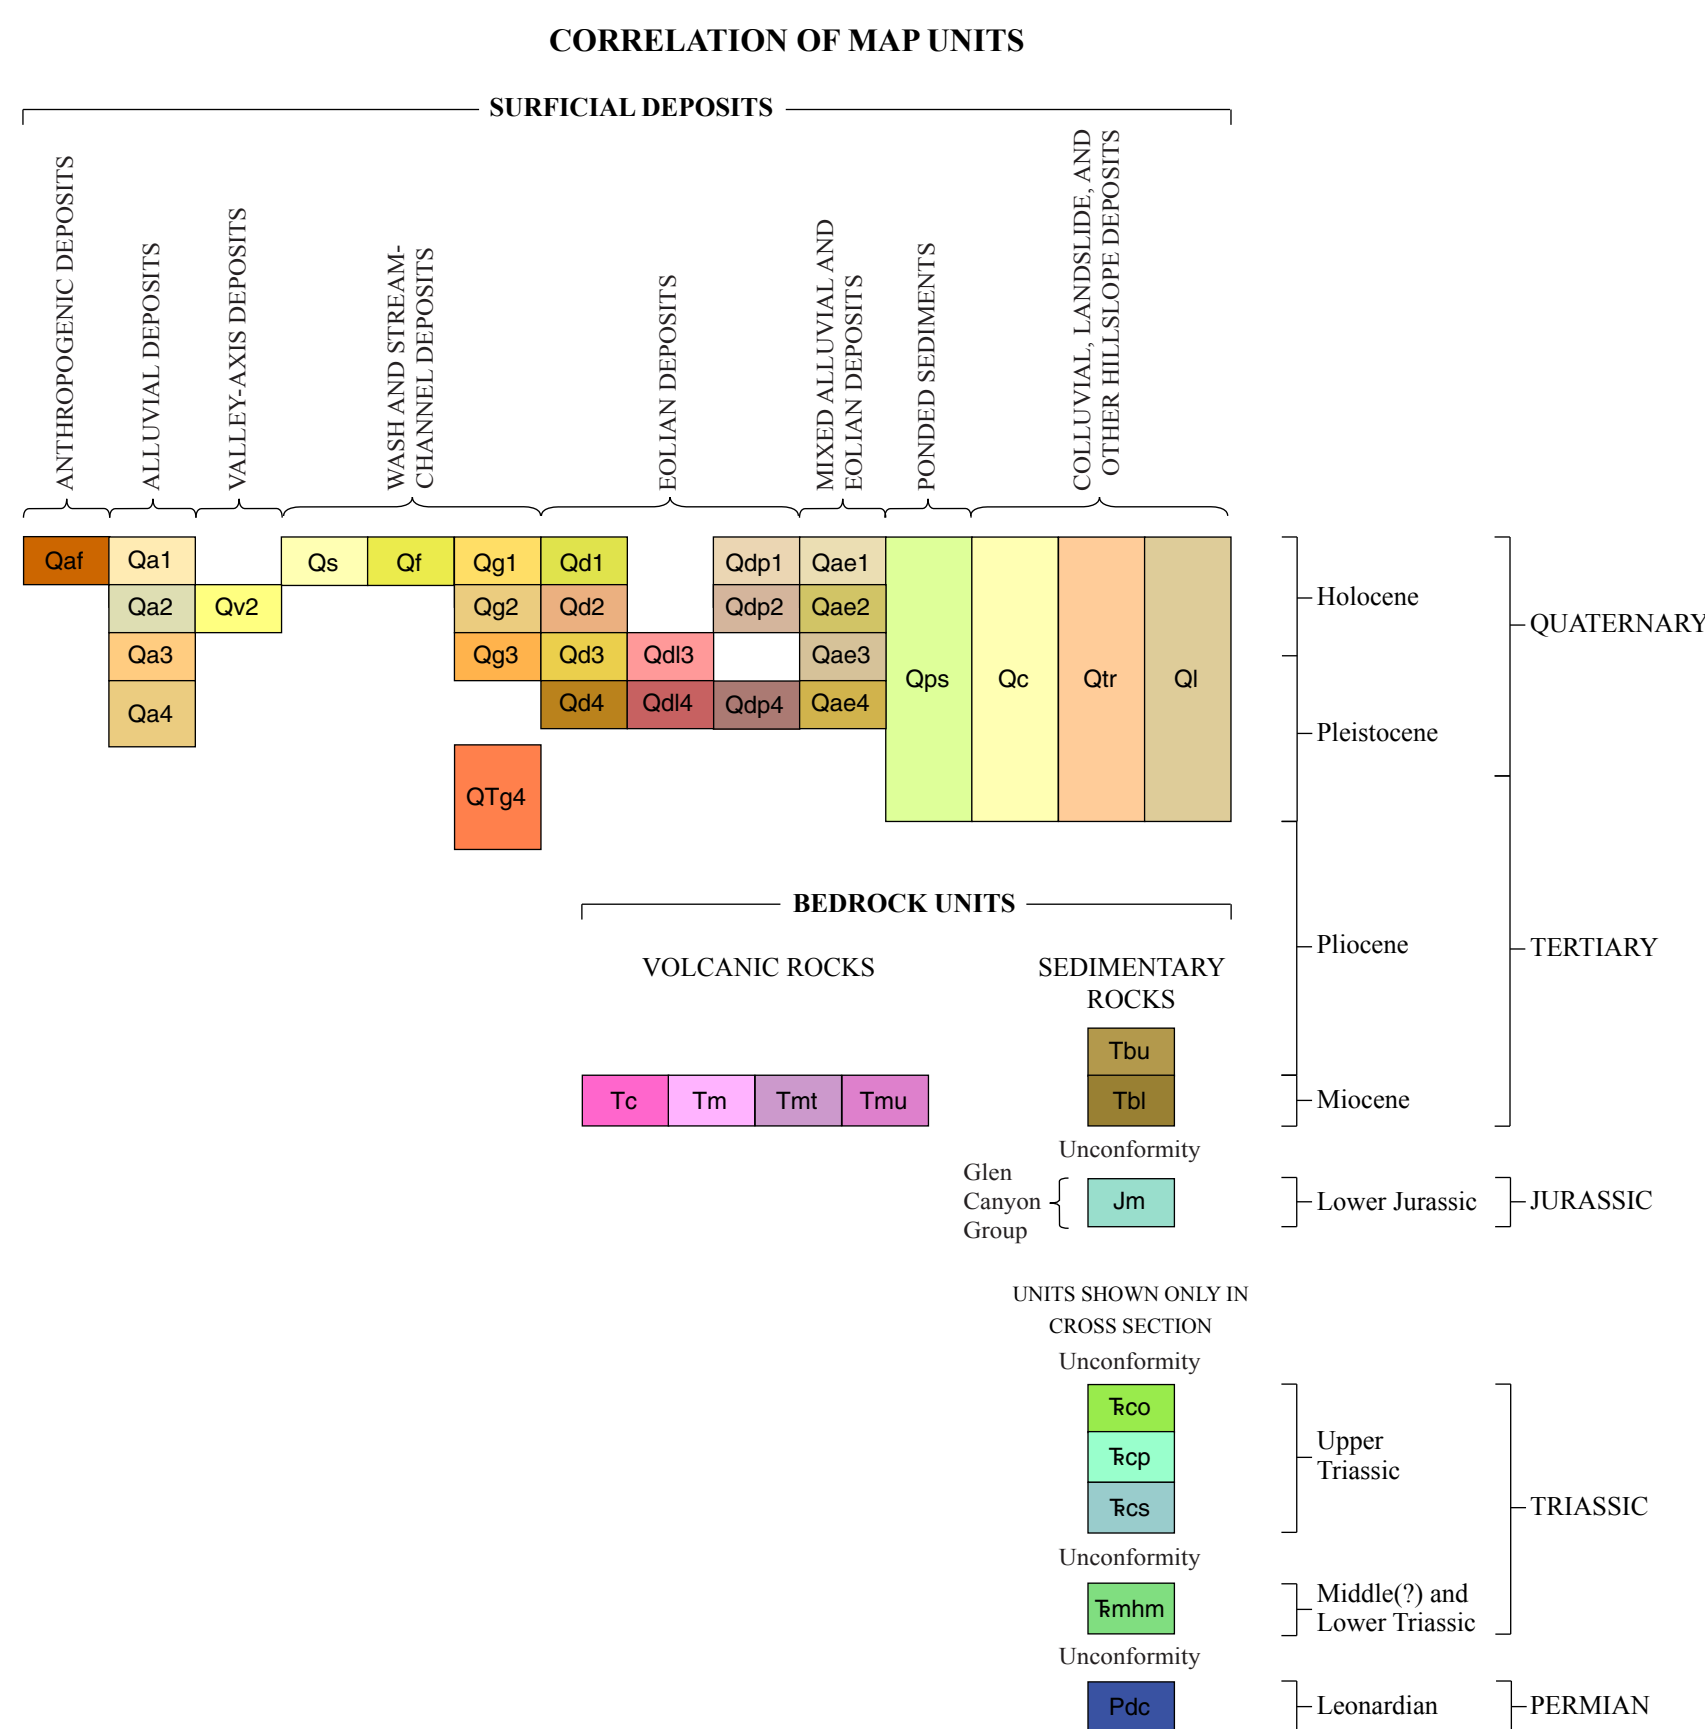 CORRELATION OF MAP UNITS
SURFICIAL DEPOSITS
ANTHROPOGENIC DEPOSITS
ALLUVIAL DEPOSITS
VALLEY-AXIS DEPOSITS
WASH AND STREAM-
CHANNEL DEPOSITS
EOLIAN DEPOSITS
MIXED ALLUVIAL AND
EOLIAN DEPOSITS
PONDED SEDIMENTS
COLLUVIAL, LANDSLIDE, AND
OTHER HILLSLOPE DEPOSITS
Qaf Qa1 Qs Qf Qg1 Qd1 Qdp1 Qae1
Qa2 Qv2 Qg2 Qd2 Qdp2 Qae2 Holocene
QUATERNARY
Qa3 Qg3 Qd3 Qdl3 Qae3
Qps Qc Qtr Ql
Qa4 Qd4 Qdl4 Qdp4 Qae4
Pleistocene
QTg4
BEDROCK UNITS
Pliocene TERTIARY
VOLCANIC ROCKS SEDIMENTARY
ROCKS
Tbu
Tc Tm Tmt Tmu Tbl Miocene
Unconformity
Glen
Canyon
Group
Jm Lower Jurassic JURASSIC
UNITS SHOWN ONLY IN
CROSS SECTION
Unconformity
T̶Rco
T̶Rcp
Upper
Triassic
T̶Rcs TRIASSIC
Unconformity
T̶Rmhm
Middle(?) and
Lower Triassic
Unconformity
Pdc Leonardian PERMIAN